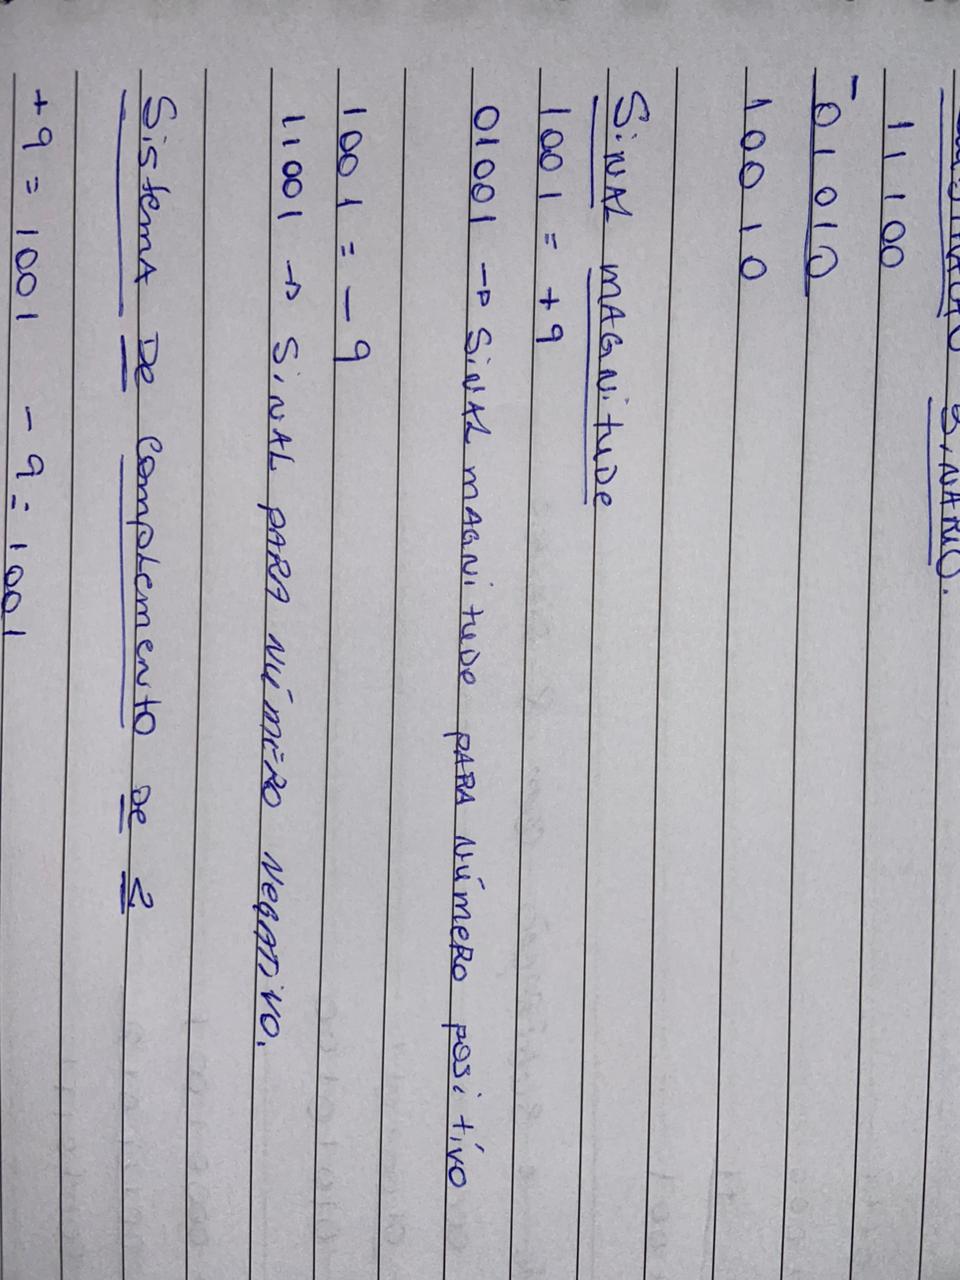 BINÁRIO.
11100
- 01010
10010
SiNAL mAGNituDe
1001 = +9
01001 → SiNAL mAGNituDe pARA Número positivo
1001 = -9
11001 → SiNAL PARA Número Negativo.
Sistema De Complemento De 2
+9 = 1001 - 9 = 1001